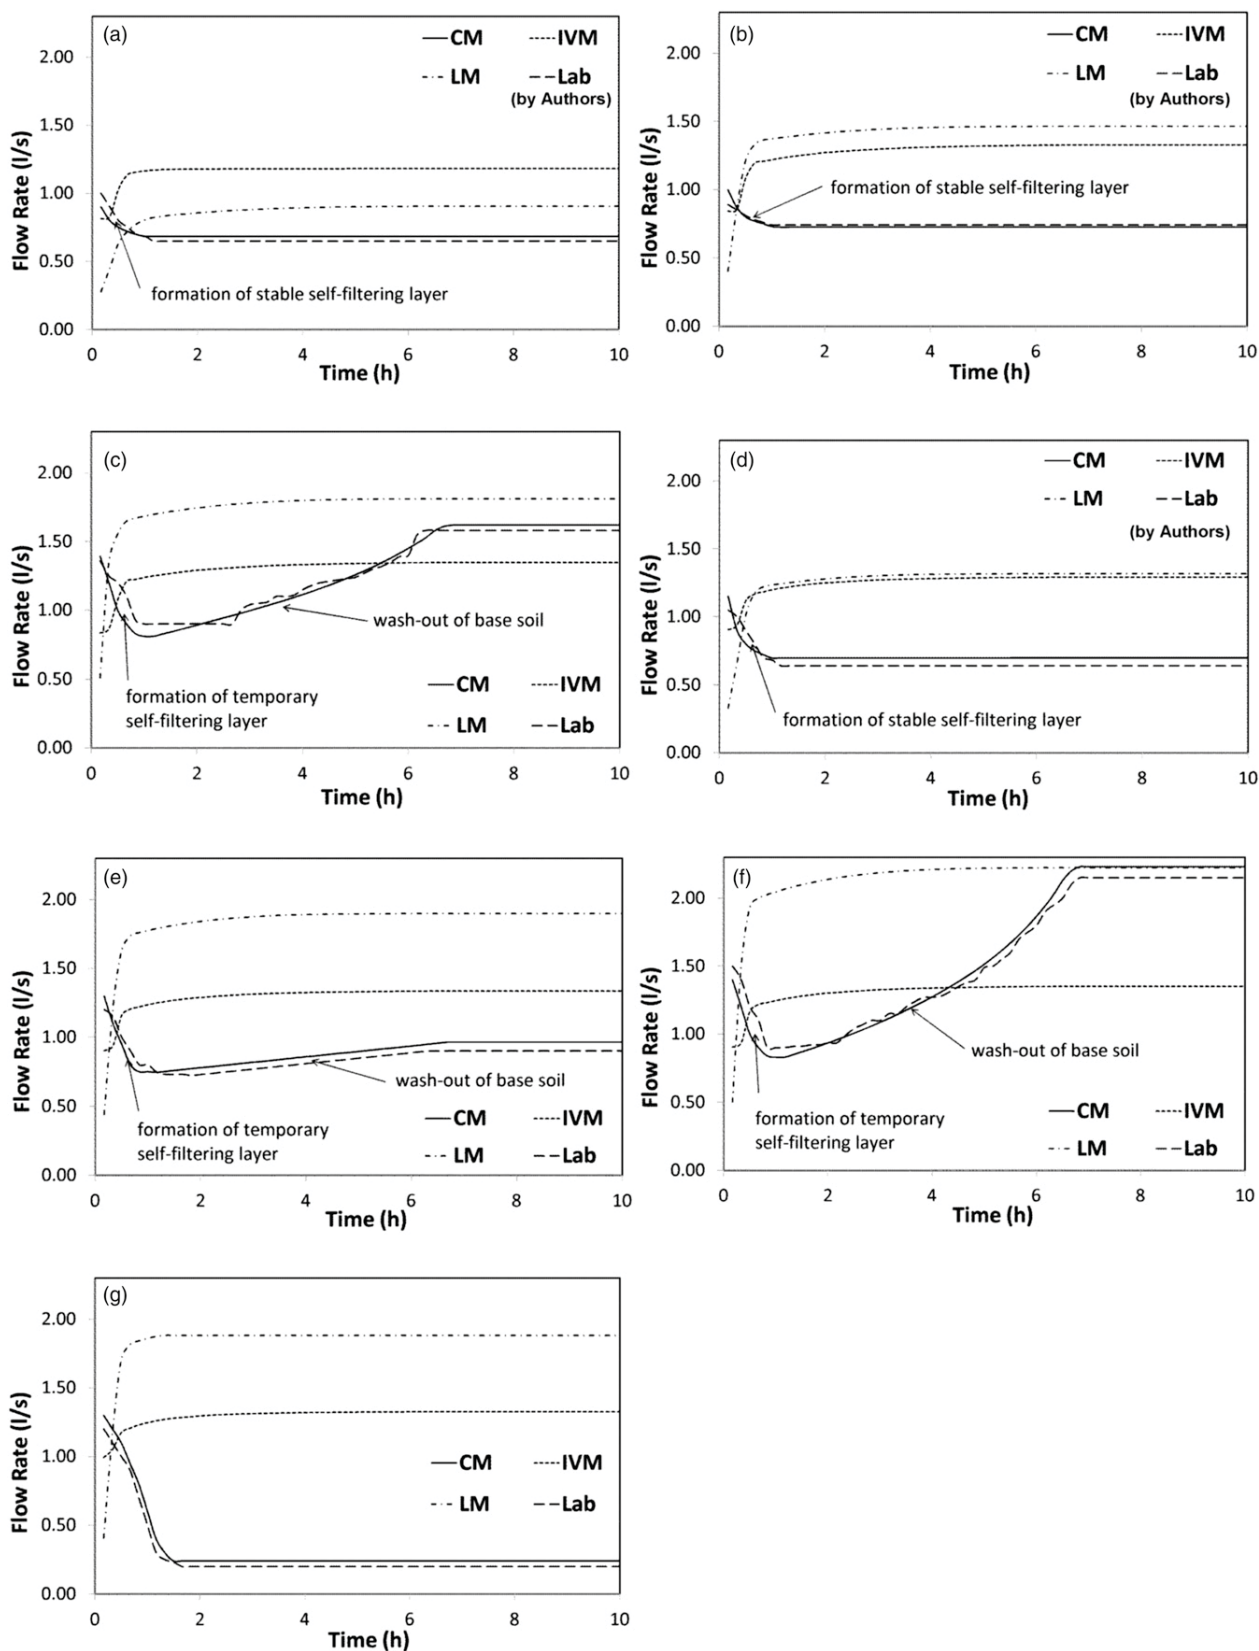 (a)
CM IVM
LM Lab
(by Authors)
2.00
1.50
1.00
0.50
0.00
Flow Rate (l/s)
formation of stable self-filtering layer
0 2 4 6 8 10
Time (h)
(b)
CM IVM
LM Lab
(by Authors)
2.00
1.50
1.00
0.50
0.00
Flow Rate (l/s)
formation of stable self-filtering layer
0 2 4 6 8 10
Time (h)
(c)
2.00
1.50
1.00
0.50
0.00
Flow Rate (l/s)
wash-out of base soil
formation of temporary
self-filtering layer
CM IVM
LM Lab
0 2 4 6 8 10
Time (h)
(d)
CM IVM
LM Lab
(by Authors)
2.00
1.50
1.00
0.50
0.00
Flow Rate (l/s)
formation of stable self-filtering layer
0 2 4 6 8 10
Time (h)
(e)
2.00
1.50
1.00
0.50
0.00
Flow Rate (l/s)
wash-out of base soil
formation of temporary
self-filtering layer
CM IVM
LM Lab
0 2 4 6 8 10
Time (h)
(f)
2.00
1.50
1.00
0.50
0.00
Flow Rate (l/s)
wash-out of base soil
formation of temporary
self-filtering layer
CM IVM
LM Lab
0 2 4 6 8 10
Time (h)
(g)
2.00
1.50
1.00
0.50
0.00
Flow Rate (l/s)
CM IVM
LM Lab
0 2 4 6 8 10
Time (h)